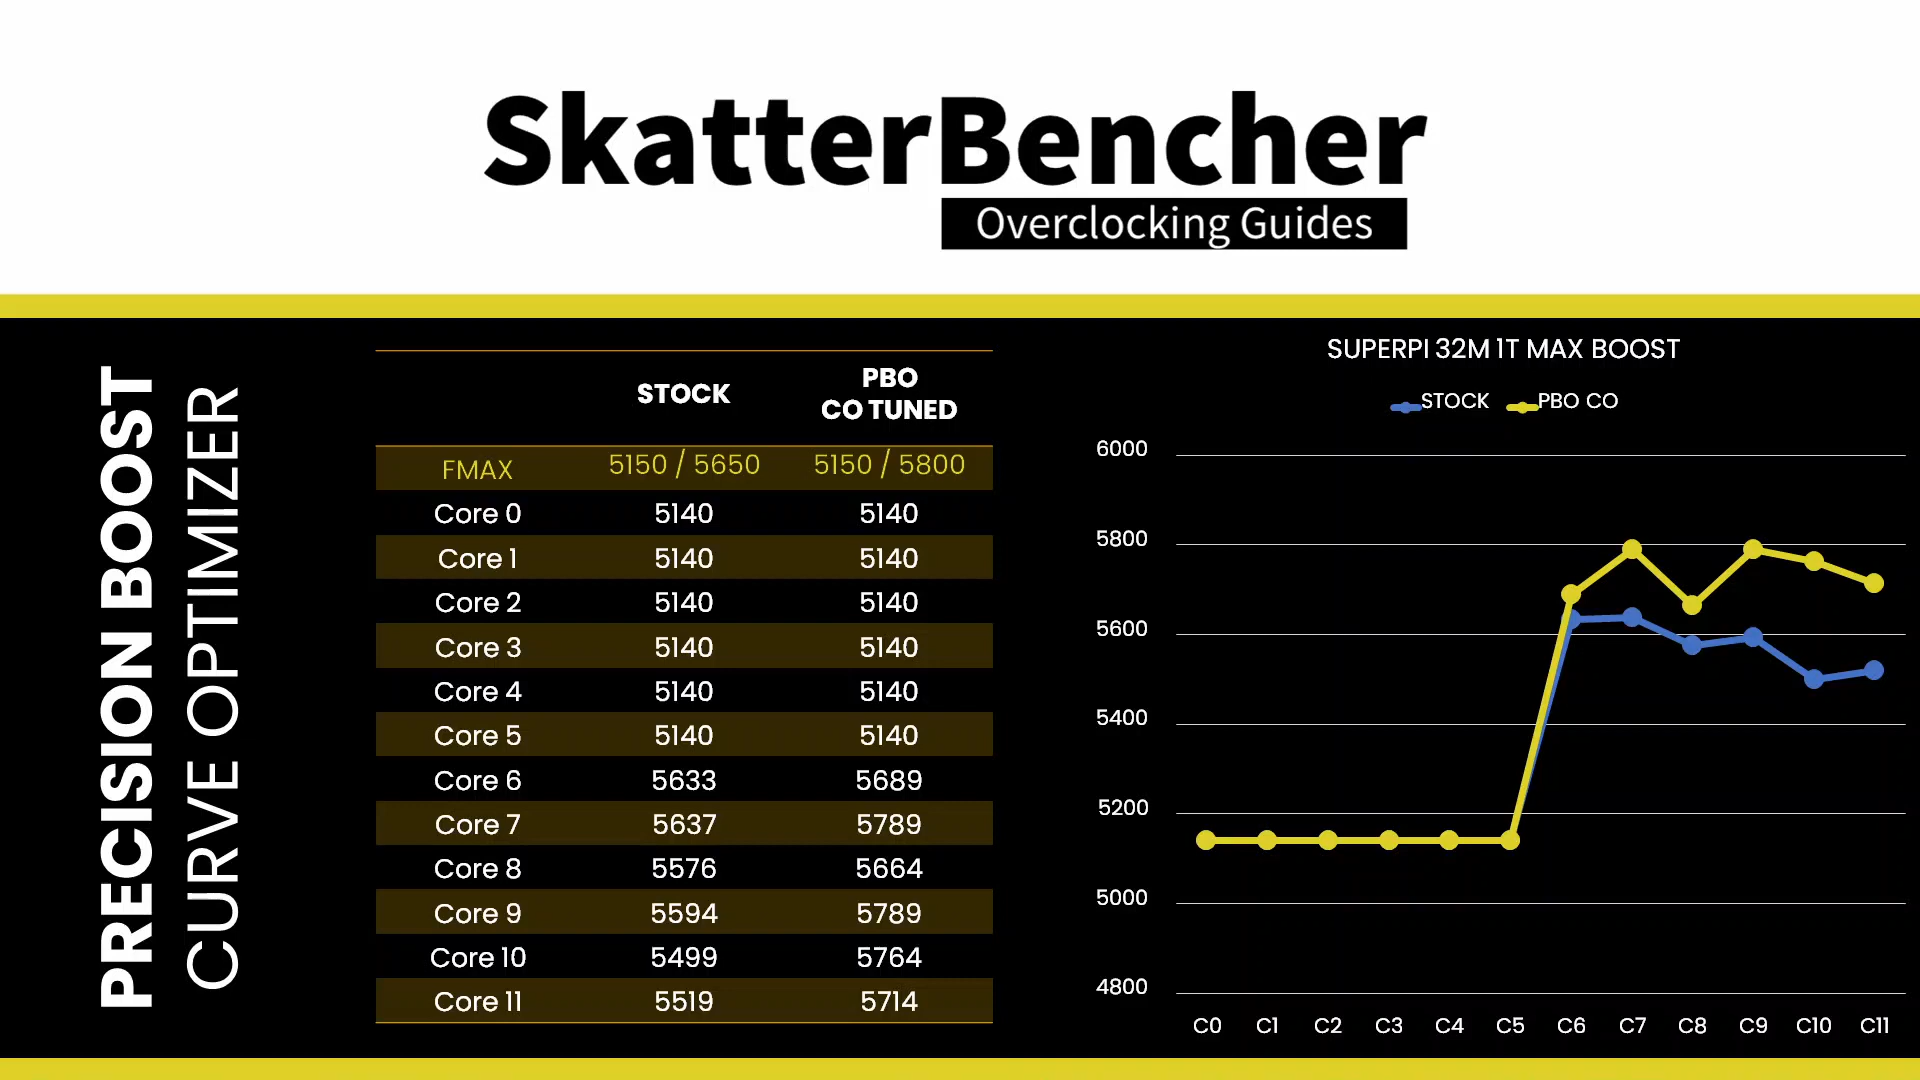 SkatterBencher
Overclocking Guides
PRECISION BOOST
CURVE OPTIMIZER
STOCK
PBO
CO TUNED
FMAX 5150 / 5650 5150 / 5800
Core 0 5140 5140
Core 1 5140 5140
Core 2 5140 5140
Core 3 5140 5140
Core 4 5140 5140
Core 5 5140 5140
Core 6 5633 5689
Core 7 5637 5789
Core 8 5576 5664
Core 9 5594 5789
Core 10 5499 5764
Core 11 5519 5714
SUPERPI 32M 1T MAX BOOST
STOCK PBO CO
6000
5800
5600
5400
5200
5000
4800
C0 C1 C2 C3 C4 C5 C6 C7 C8 C9 C10 C11